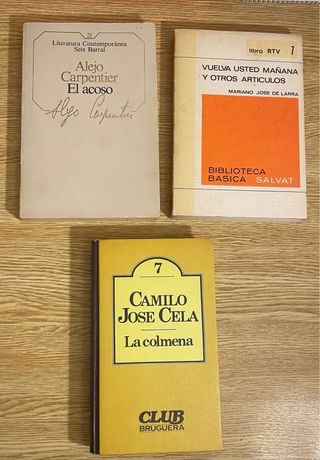 21
Literatura Contemporánea
Seix Barral
Alejo
Carpentier
El acoso
Alejo Carpentier
libro RTV 7
VUELVA USTED MAÑANA
Y OTROS ARTICULOS
MARIANO JOSE DE LARRA
BIBLIOTECA
BASICA SALVAT
7
CAMILO
JOSE CELA
La colmena
CLUB
BRUGUERA